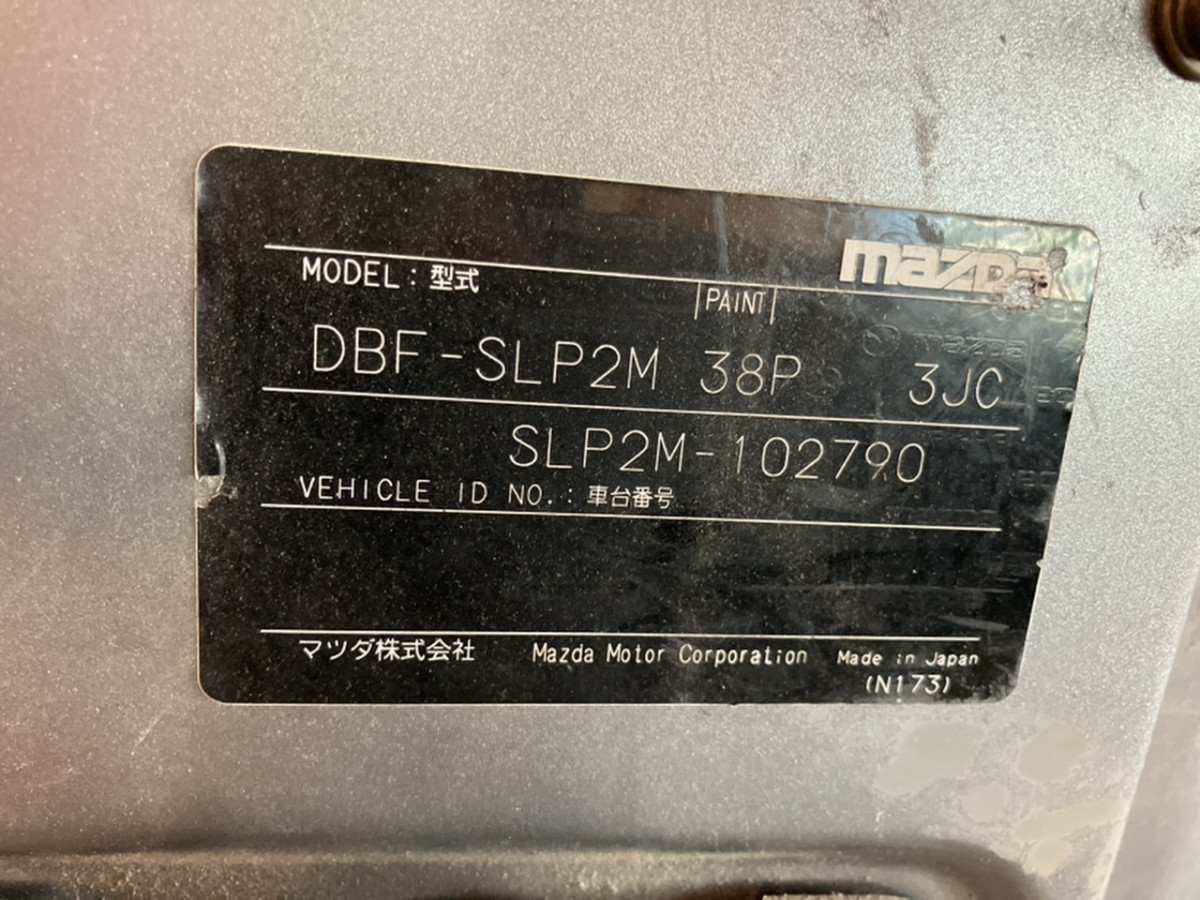 mazda
MODEL : 型式
PAINT
DBF-SLP2M 38P 3JC
SLP2M-102790
VEHICLE ID NO. : 車台番号
マツダ株式会社 Mazda Motor Corporation Made in Japan
(N173)